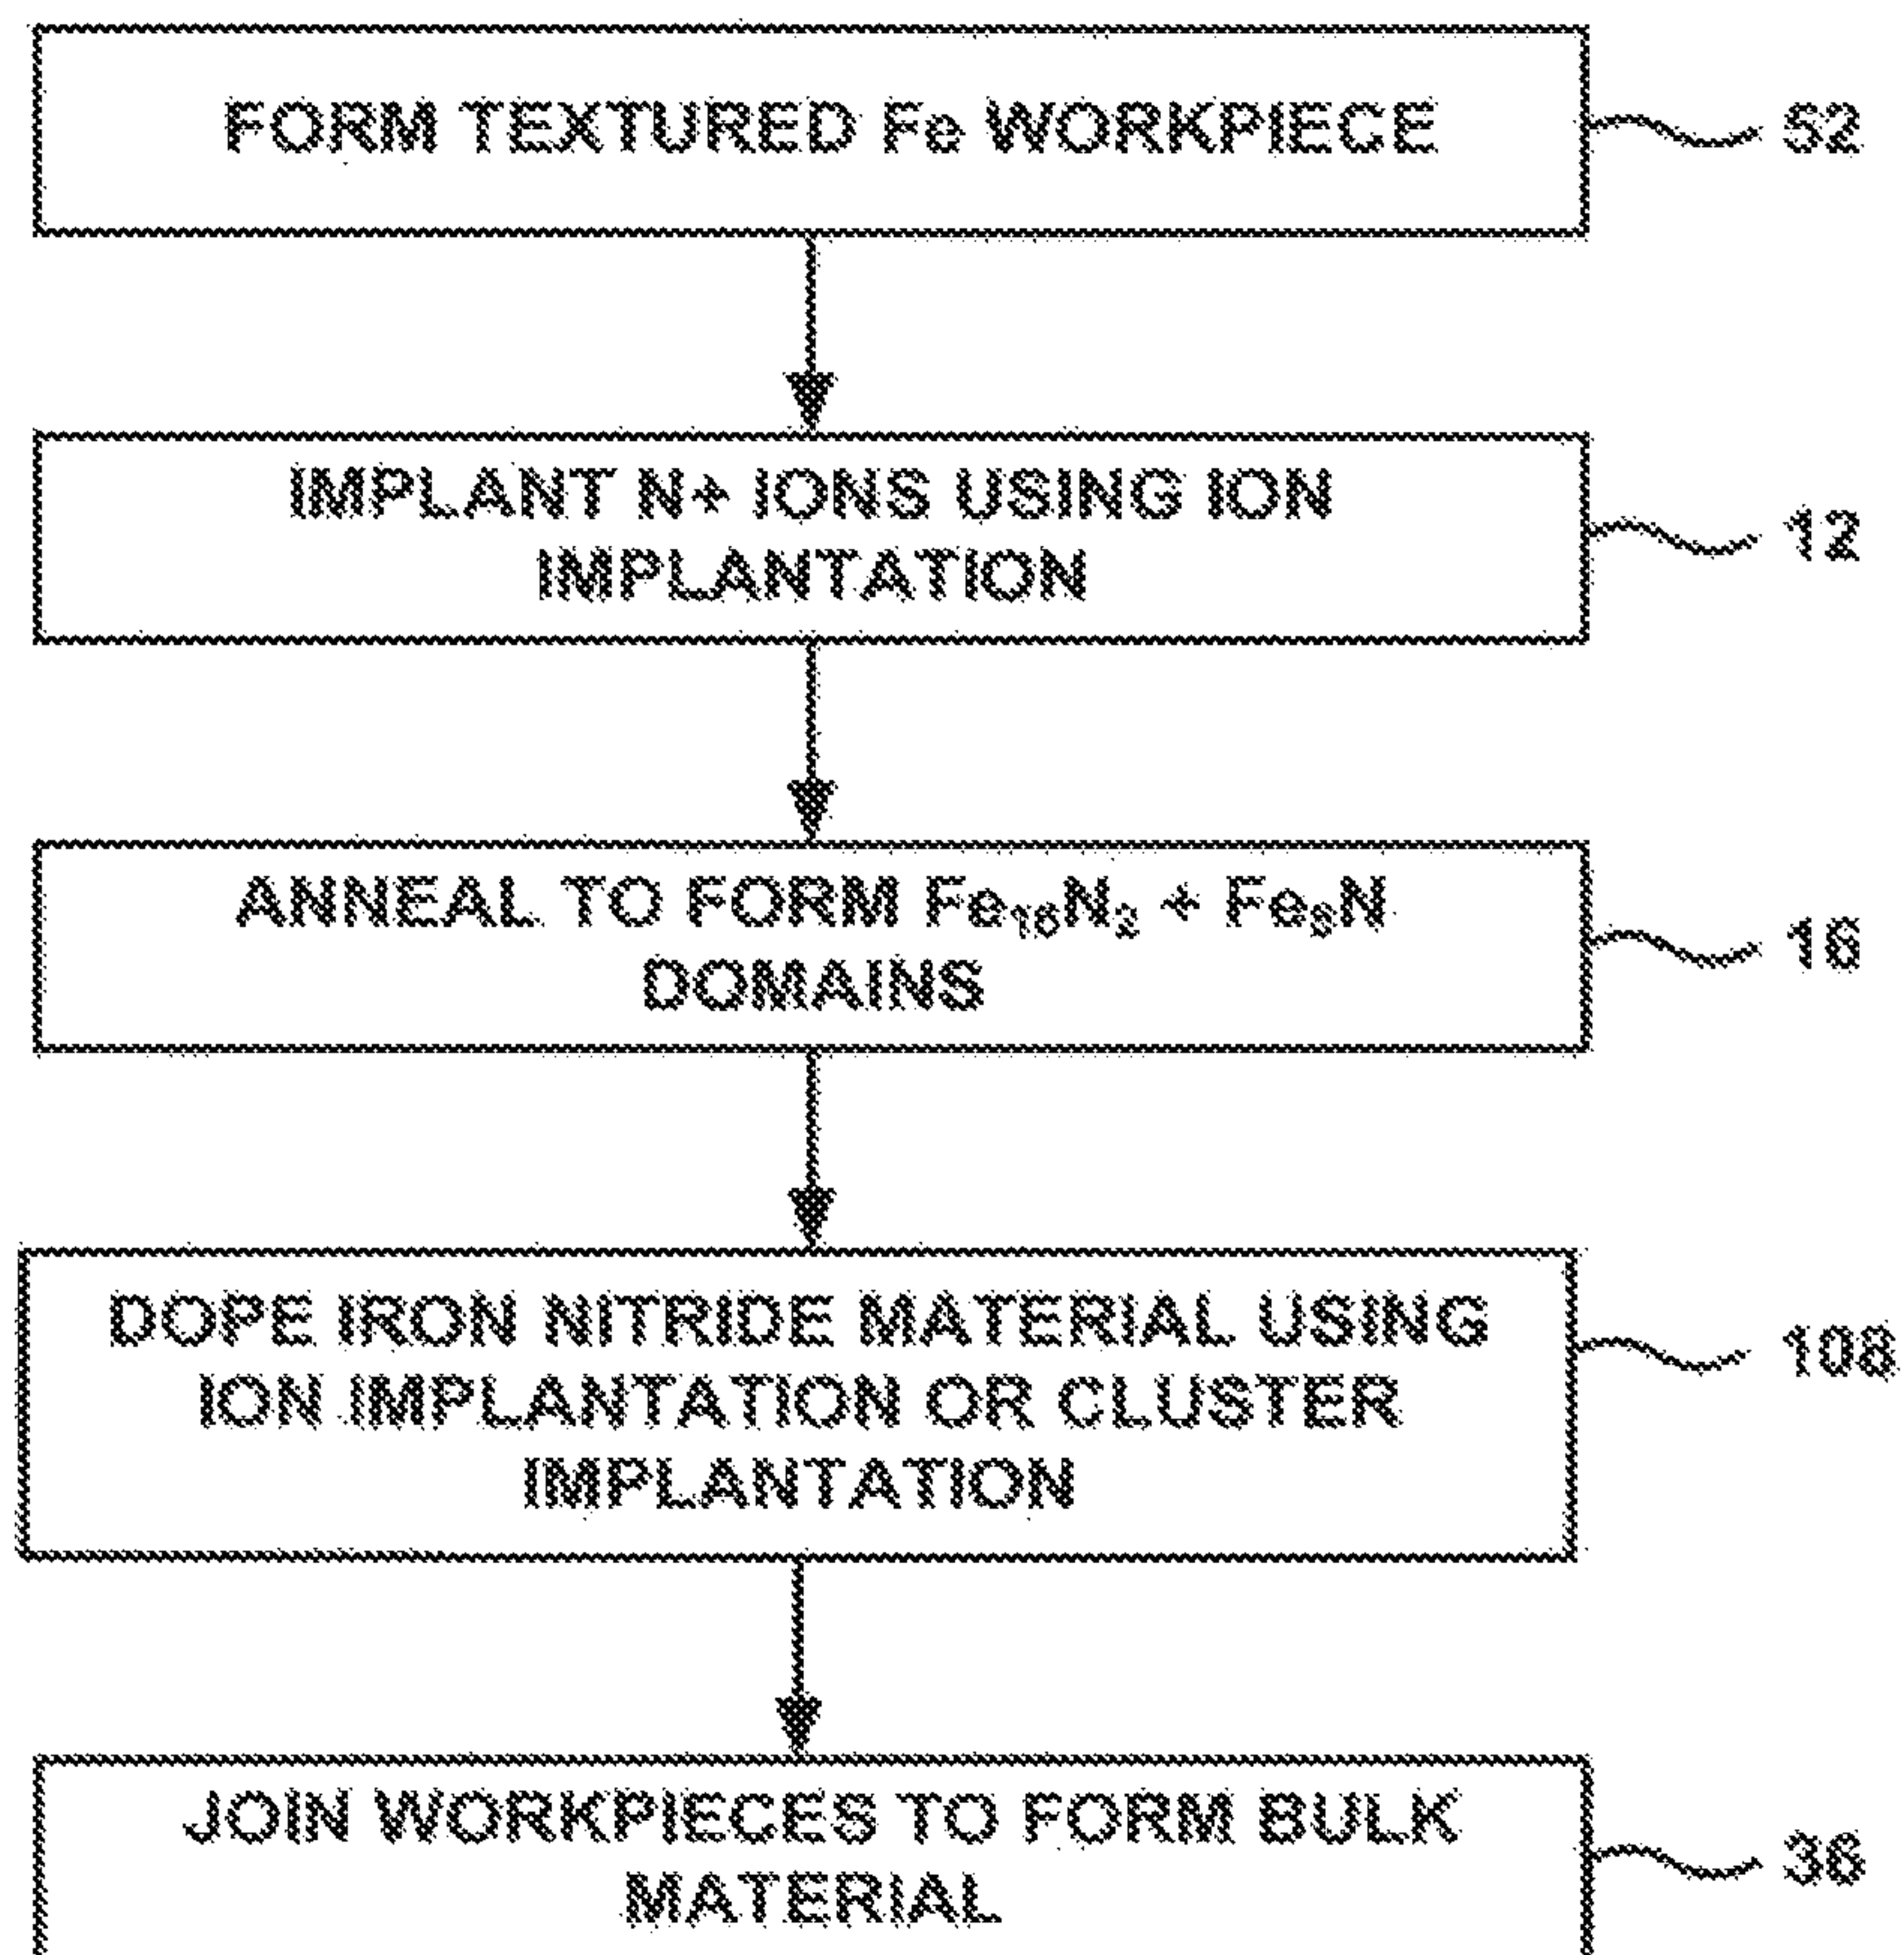 FORM TEXTURED Fe WORKPIECE
52
IMPLANT N+ IONS USING ION
IMPLANTATION
12
ANNEAL TO FORM Fe₁₆N₂ + Fe₈N
DOMAINS
16
DOPE IRON NITRIDE MATERIAL USING
ION IMPLANTATION OR CLUSTER
IMPLANTATION
108
JOIN WORKPIECES TO FORM BULK
MATERIAL
36